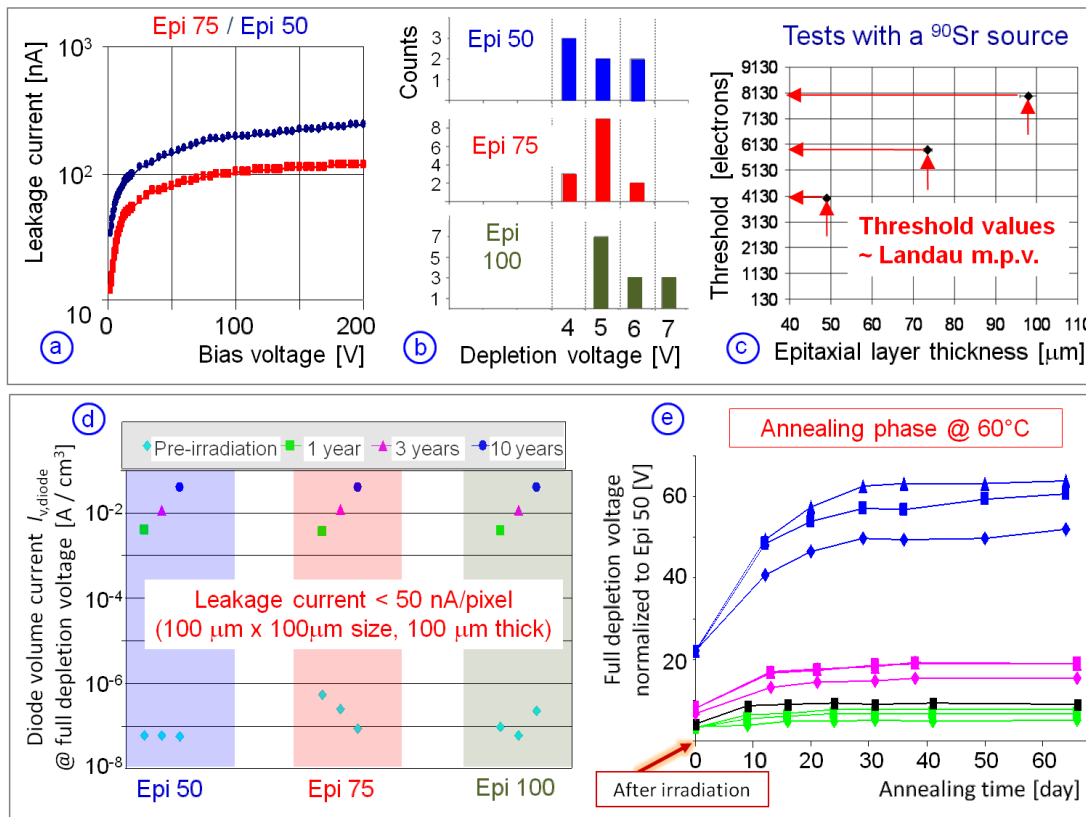 Epi 75 / Epi 50
Leakage current [nA]
10³
10²
10
0
100
200
Bias voltage [V]
a
Counts
Epi 50
3
2
1
Epi 75
8
6
4
2
Epi
100
7
5
3
1
4 5 6 7
Depletion voltage [V]
b
Tests with a ⁹⁰Sr source
Threshold [electrons]
9130
8130
7130
6130
5130
4130
3130
2130
1130
130
Threshold values
~ Landau m.p.v.
40 50 60 70 80 90 100 110
Epitaxial layer thickness [μm]
c
d
Pre-irradiation 1 year 3 years 10 years
Diode volume current I v,diode
@ full depletion voltage [A / cm³]
10⁻²
10⁻⁴
10⁻⁶
10⁻⁸
Leakage current < 50 nA/pixel
(100 μm x 100μm size, 100 μm thick)
Epi 50 Epi 75 Epi 100
e
Annealing phase @ 60°C
Full depletion voltage
normalized to Epi 50 [V]
60
40
20
0 10 20 30 40 50 60
After irradiation
Annealing time [day]